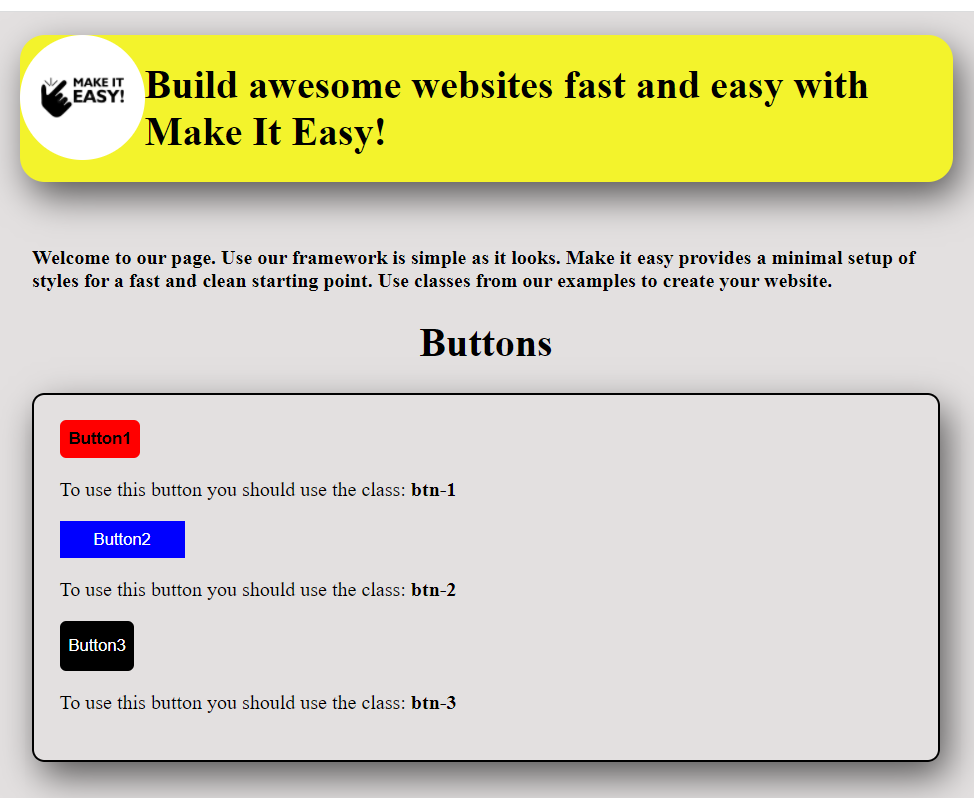 MAKE IT
EASY!
Build awesome websites fast and easy with
Make It Easy!
Welcome to our page. Use our framework is simple as it looks. Make it easy provides a minimal setup of
styles for a fast and clean starting point. Use classes from our examples to create your website.
Buttons
Button1
To use this button you should use the class: btn-1
Button2
To use this button you should use the class: btn-2
Button3
To use this button you should use the class: btn-3